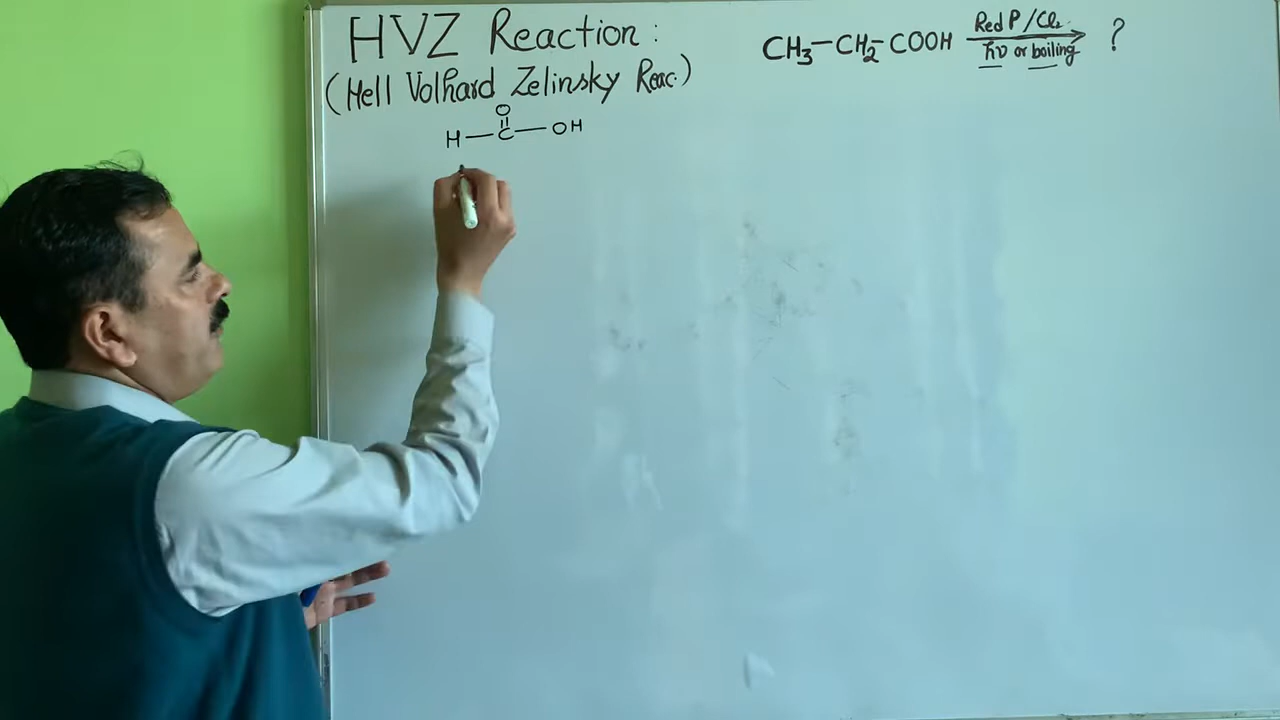 HVZ Reaction :
(Hell Volhard Zelinsky Reac.)
O
H—C—OH
Red P / Cl₂
CH₃—CH₂—COOH ⟶ ?
hν or boiling